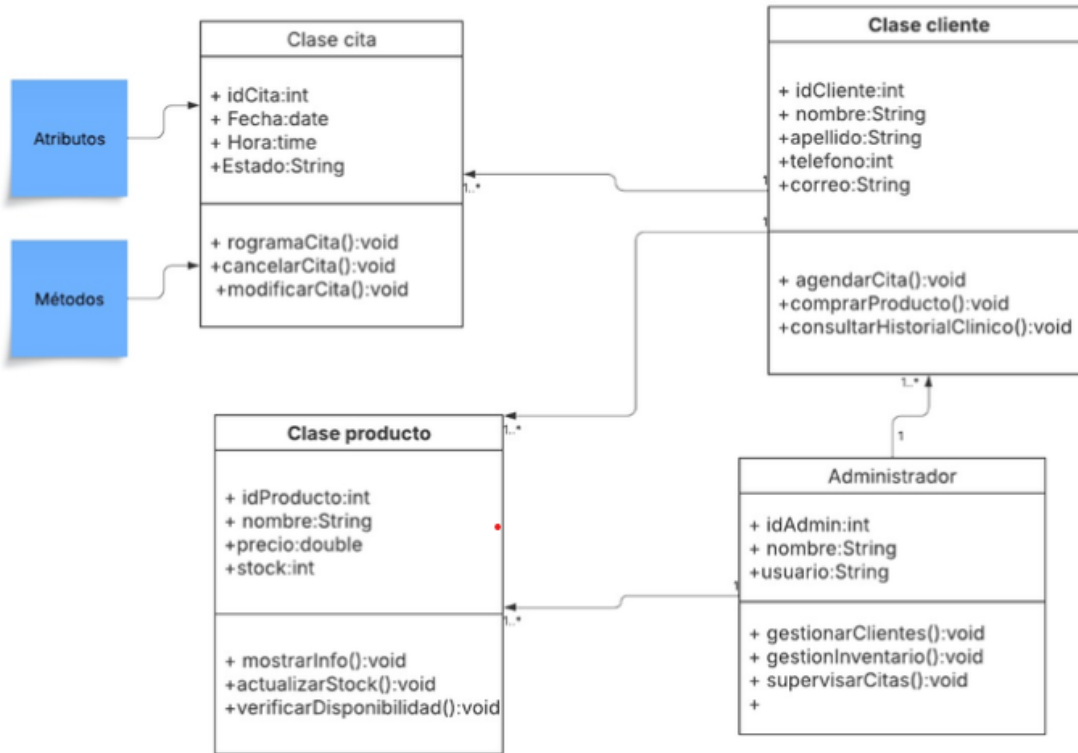 Clase cita
+ idCita:int
+ Fecha:date
+ Hora:time
+Estado:String
+ rogramaCita():void
+cancelarCita():void
+modificarCita():void
Atributos
Métodos
Clase cliente
+ idCliente:int
+ nombre:String
+apellido:String
+telefono:int
+correo:String
+ agendarCita():void
+comprarProducto():void
+consultarHistorialClinico():void
1..*
1
1
1..*
1..*
1
Clase producto
+ idProducto:int
+ nombre:String
+precio:double
+stock:int
+ mostrarInfo():void
+actualizarStock():void
+verificarDisponibilidad():void
Administrador
+ idAdmin:int
+ nombre:String
+usuario:String
+ gestionarClientes():void
+ gestionInventario():void
+ supervisarCitas():void
+
1
1..*